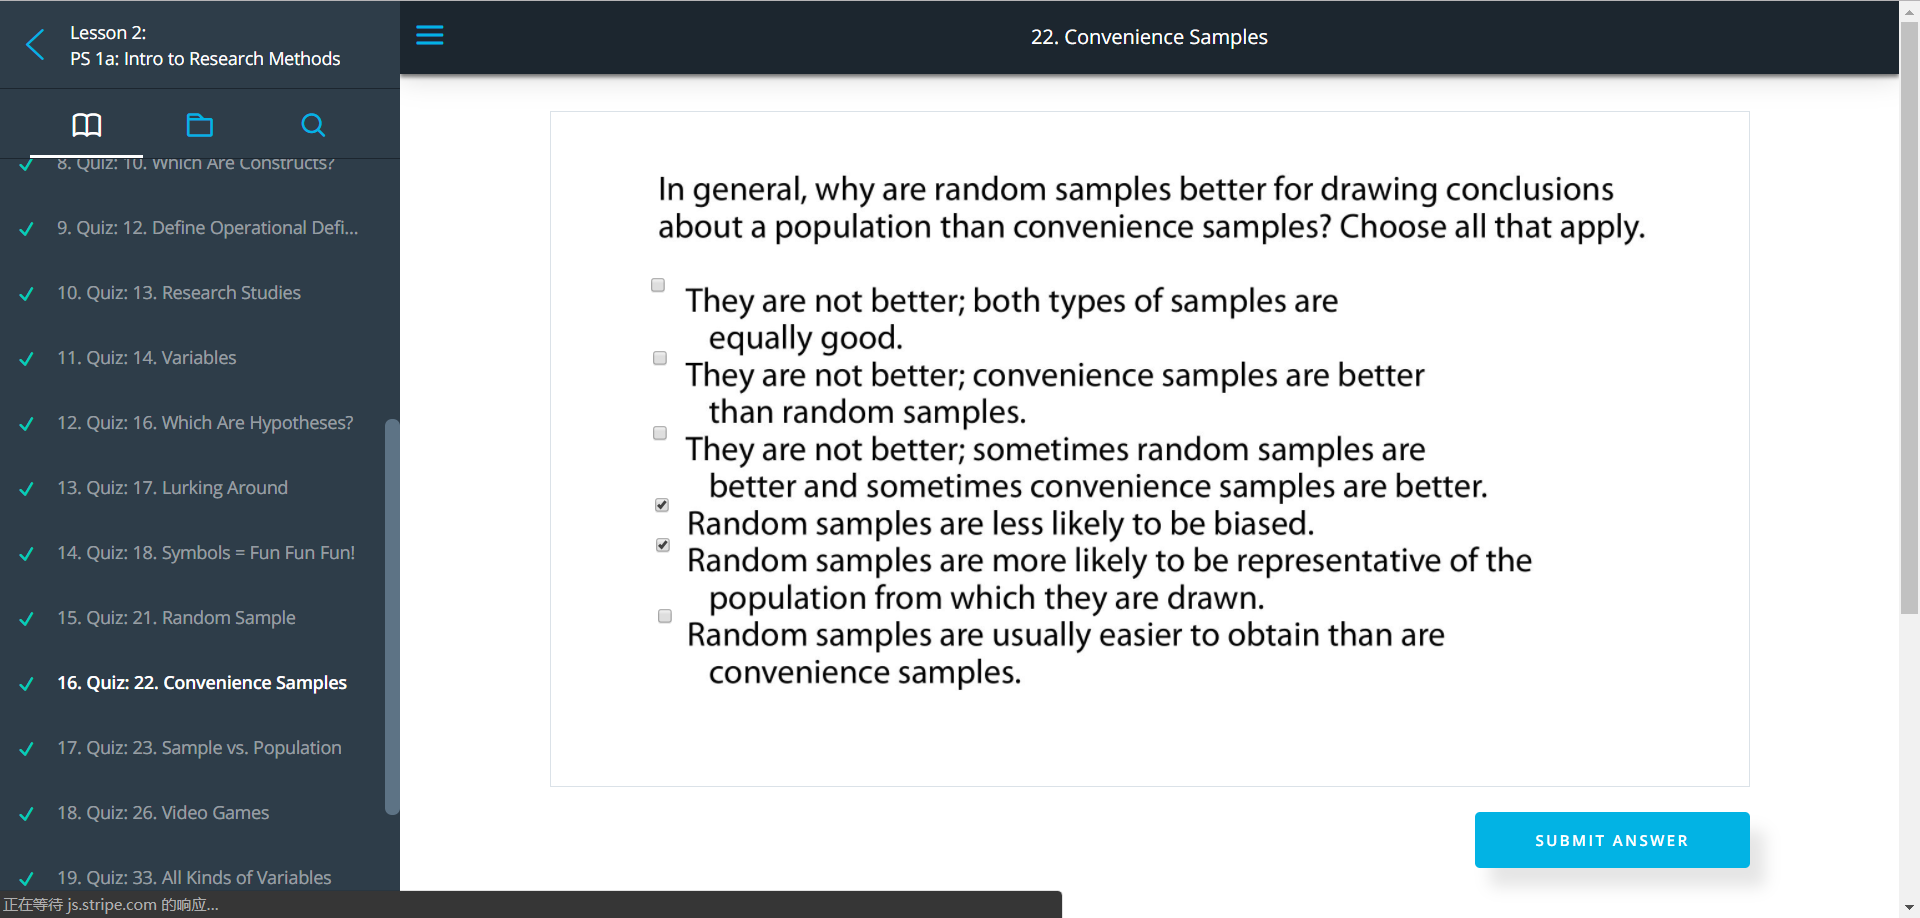 Lesson 2:
PS 1a: Intro to Research Methods
8. Quiz: 10. Which Are Constructs?
9. Quiz: 12. Define Operational Defi...
10. Quiz: 13. Research Studies
11. Quiz: 14. Variables
12. Quiz: 16. Which Are Hypotheses?
13. Quiz: 17. Lurking Around
14. Quiz: 18. Symbols = Fun Fun Fun!
15. Quiz: 21. Random Sample
16. Quiz: 22. Convenience Samples
17. Quiz: 23. Sample vs. Population
18. Quiz: 26. Video Games
19. Quiz: 33. All Kinds of Variables
正在等待 js.stripe.com 的响应...
22. Convenience Samples
In general, why are random samples better for drawing conclusions
about a population than convenience samples? Choose all that apply.
They are not better; both types of samples are
equally good.
They are not better; convenience samples are better
than random samples.
They are not better; sometimes random samples are
better and sometimes convenience samples are better.
Random samples are less likely to be biased.
Random samples are more likely to be representative of the
population from which they are drawn.
Random samples are usually easier to obtain than are
convenience samples.
SUBMIT ANSWER